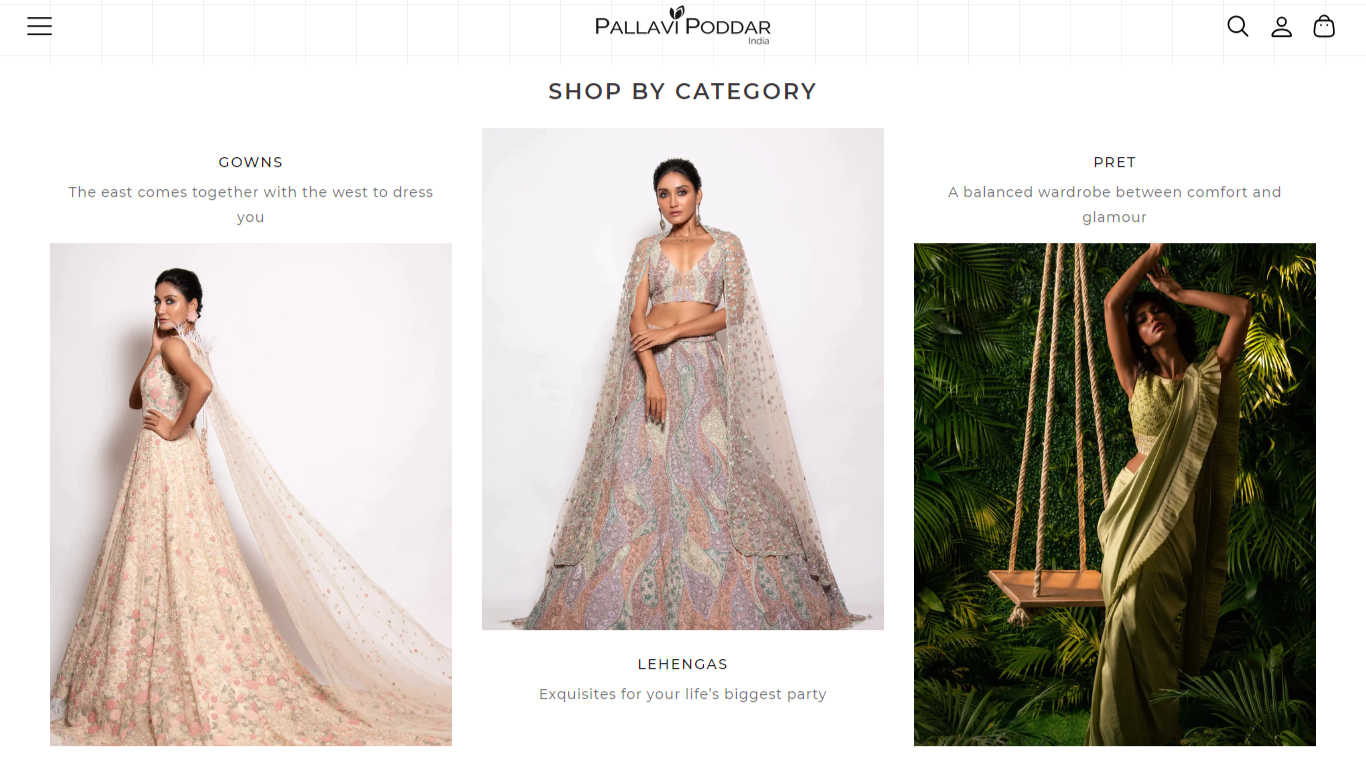 PALLAVI PODDAR
India
SHOP BY CATEGORY
GOWNS
The east comes together with the west to dress
you
LEHENGAS
Exquisites for your life’s biggest party
PRET
A balanced wardrobe between comfort and
glamour